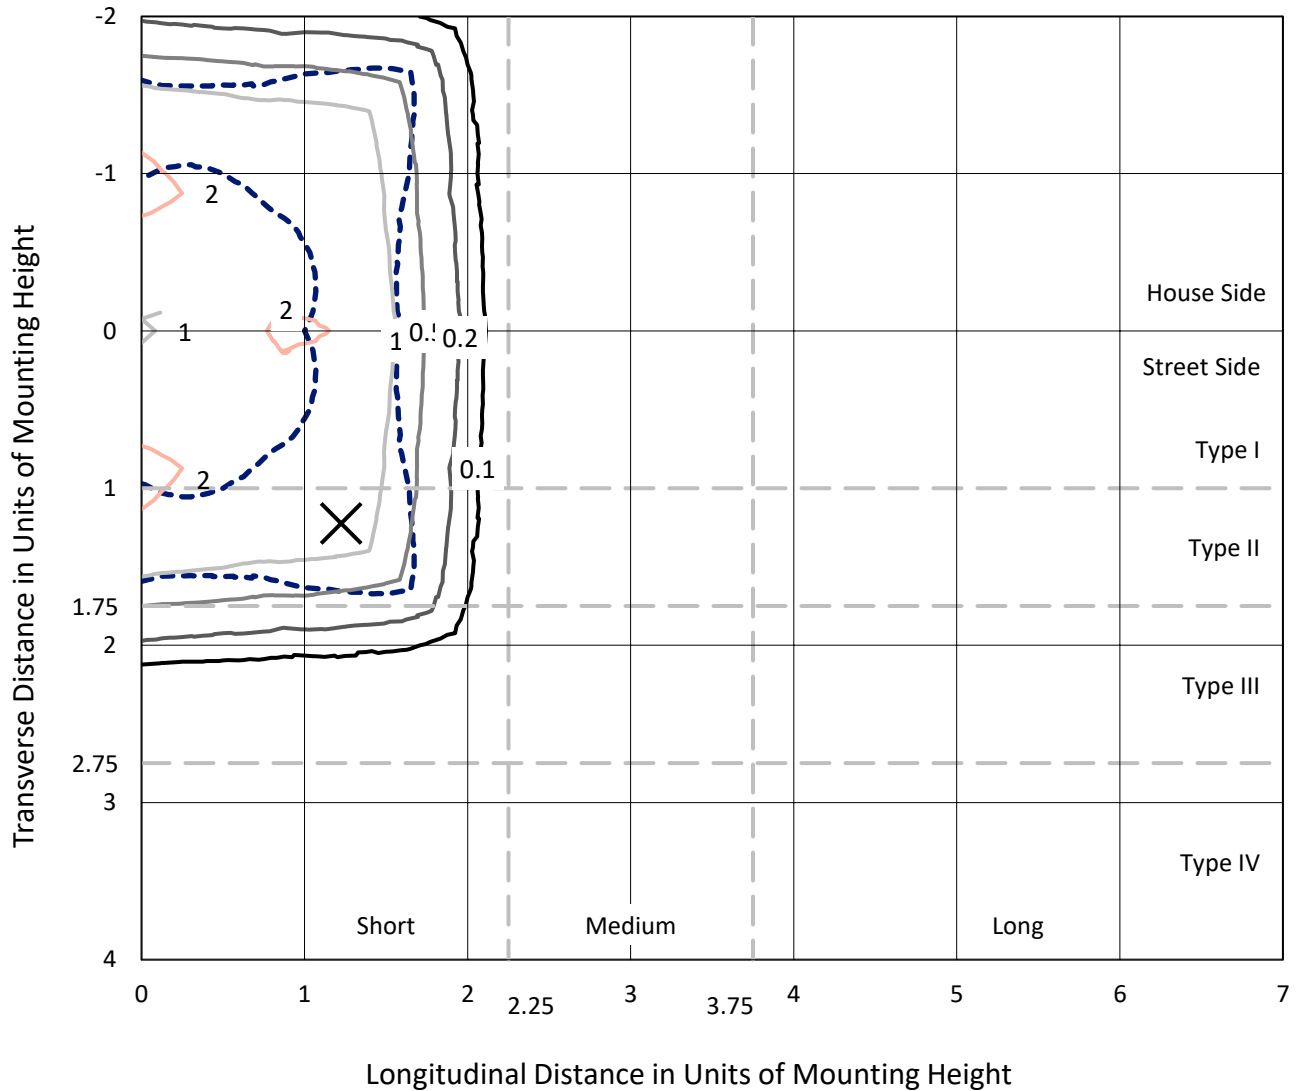 Transverse Distance in Units of Mounting Height
-2
-1
0
1
1.75
2
2.75
3
4
2
2
1
2
1
0.5
0.2
0.1
House Side
Street Side
Type I
Type II
Type III
Type IV
Short
Medium
Long
0
1
2
2.25
3
3.75
4
5
6
7
Longitudinal Distance in Units of Mounting Height